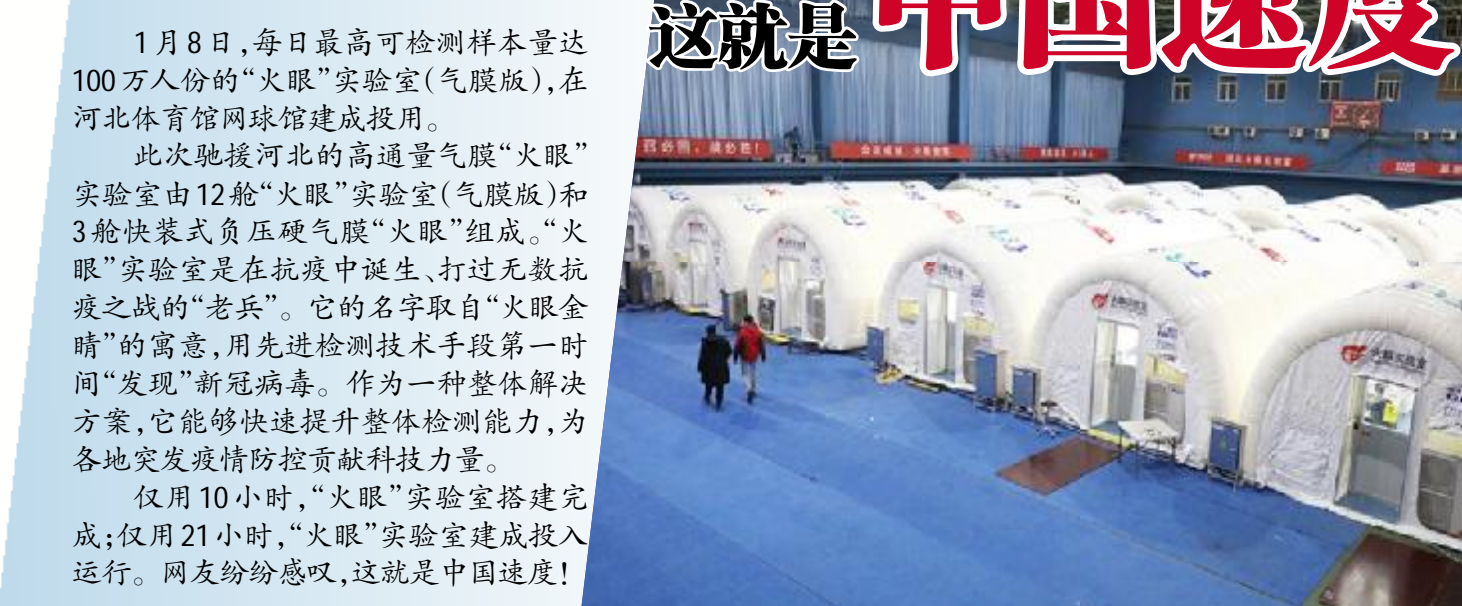 这就是中国速度
1月8日,每日最高可检测样本量达
100万人份的“火眼”实验室(气膜版),在
河北体育馆网球馆建成投用。
此次驰援河北的高通量气膜“火眼”
实验室由12舱“火眼”实验室(气膜版)和
3舱快装式负压硬气膜“火眼”组成。“火
眼”实验室是在抗疫中诞生、打过无数抗
疫之战的“老兵”。它的名字取自“火眼金
睛”的寓意,用先进检测技术手段第一时
间“发现”新冠病毒。作为一种整体解决
方案,它能够快速提升整体检测能力,为
各地突发疫情防控贡献科技力量。
仅用10小时,“火眼”实验室搭建完
成;仅用21小时,“火眼”实验室建成投入
运行。网友纷纷感叹,这就是中国速度!
火眼实验室